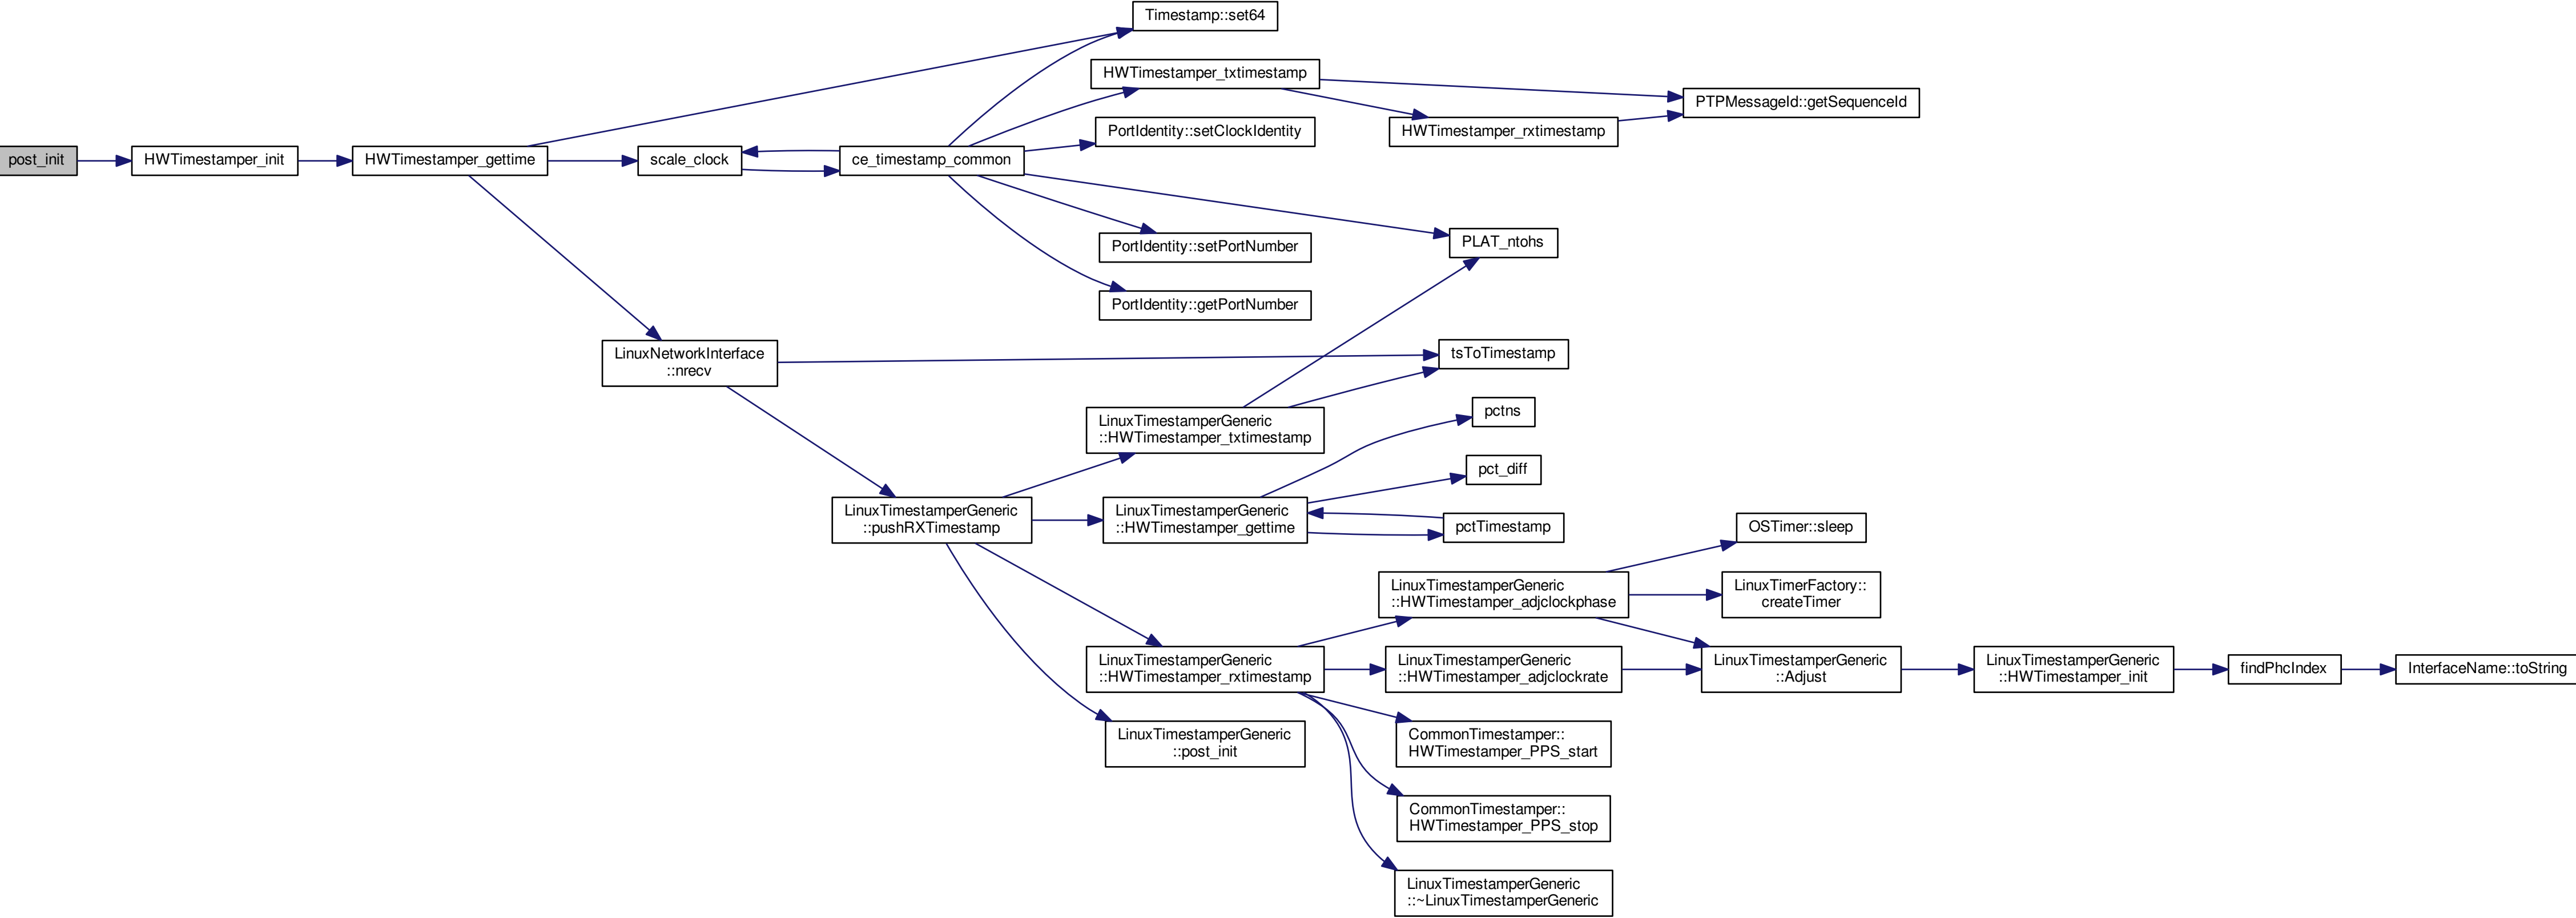 Timestamp::set64
HWTimestamper_txtimestamp
PTPMessageId::getSequenceId
PortIdentity::setClockIdentity
HWTimestamper_rxtimestamp
post_init
HWTimestamper_init
HWTimestamper_gettime
scale_clock
ce_timestamp_common
PLAT_ntohs
PortIdentity::setPortNumber
PortIdentity::getPortNumber
LinuxNetworkInterface
::nrecv
tsToTimestamp
pctns
LinuxTimestamperGeneric
::HWTimestamper_txtimestamp
pct_diff
LinuxTimestamperGeneric
::pushRXTimestamp
LinuxTimestamperGeneric
::HWTimestamper_gettime
pctTimestamp
OSTimer::sleep
LinuxTimestamperGeneric
::HWTimestamper_adjclockphase
LinuxTimerFactory::
createTimer
LinuxTimestamperGeneric
::HWTimestamper_rxtimestamp
LinuxTimestamperGeneric
::HWTimestamper_adjclockrate
LinuxTimestamperGeneric
::Adjust
LinuxTimestamperGeneric
::HWTimestamper_init
findPhcIndex
InterfaceName::toString
LinuxTimestamperGeneric
::post_init
CommonTimestamper::
HWTimestamper_PPS_start
CommonTimestamper::
HWTimestamper_PPS_stop
LinuxTimestamperGeneric
::~LinuxTimestamperGeneric